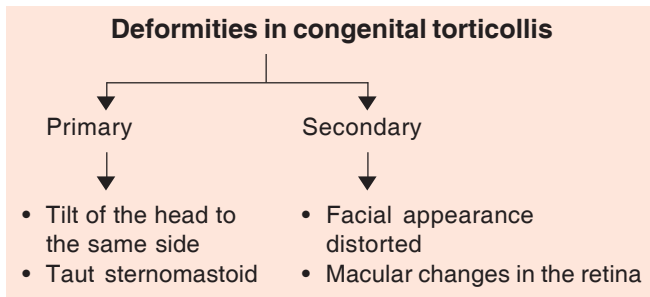 Deformities in congenital torticollis
Primary
Secondary
• Tilt of the head to
the same side
• Taut sternomastoid
• Facial appearance
distorted
• Macular changes in the retina